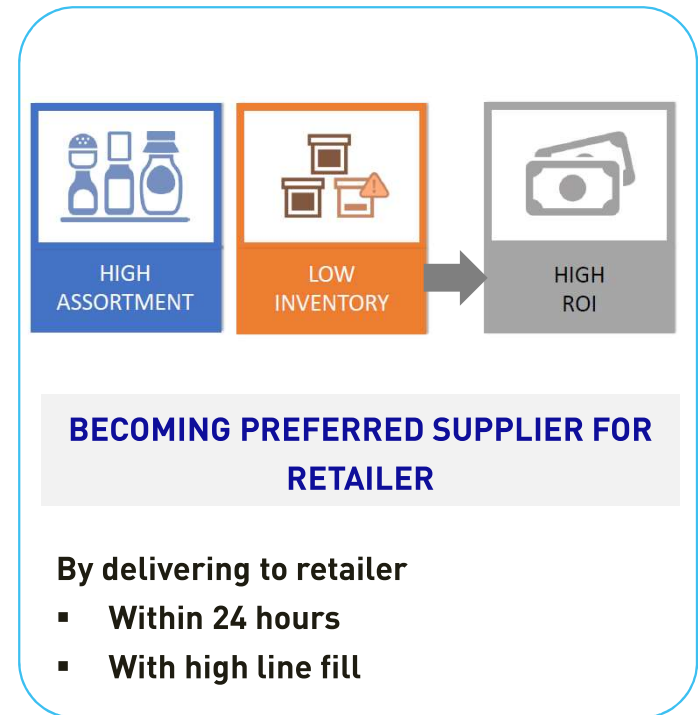 HIGH
ASSORTMENT
LOW
INVENTORY
HIGH
ROI
BECOMING PREFERRED SUPPLIER FOR
RETAILER
By delivering to retailer
▪ Within 24 hours
▪ With high line fill